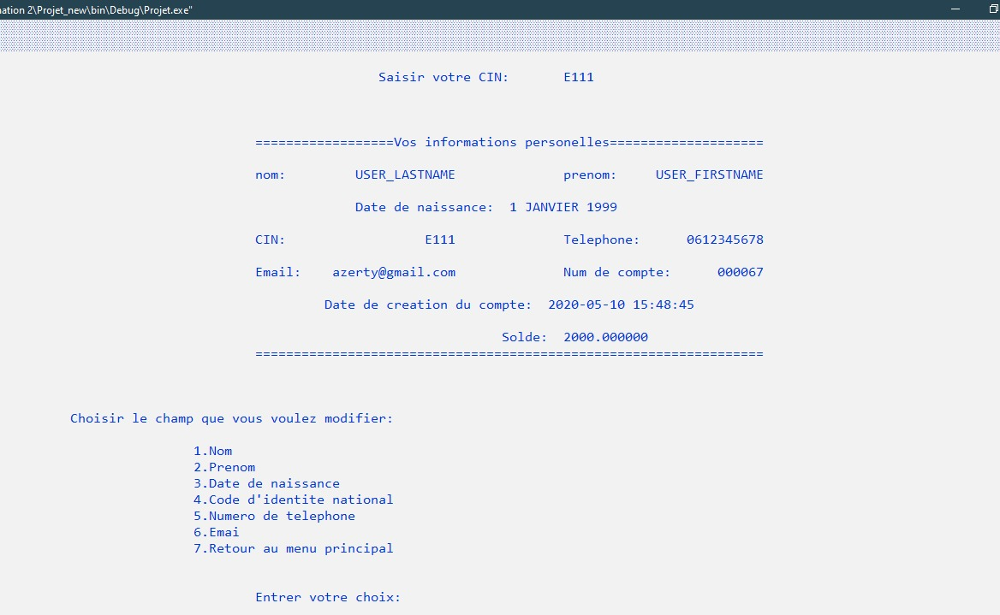 nation 2\Projet_new\bin\Debug\Projet.exe"
Saisir votre CIN: E111
==================Vos informations personelles====================
nom: USER_LASTNAME prenom: USER_FIRSTNAME
Date de naissance: 1 JANVIER 1999
CIN: E111 Telephone: 0612345678
Email: azerty@gmail.com Num de compte: 000067
Date de creation du compte: 2020-05-10 15:48:45
Solde: 2000.000000
==================================================================
Choisir le champ que vous voulez modifier:
1.Nom
2.Prenom
3.Date de naissance
4.Code d'identite national
5.Numero de telephone
6.Emai
7.Retour au menu principal
Entrer votre choix: